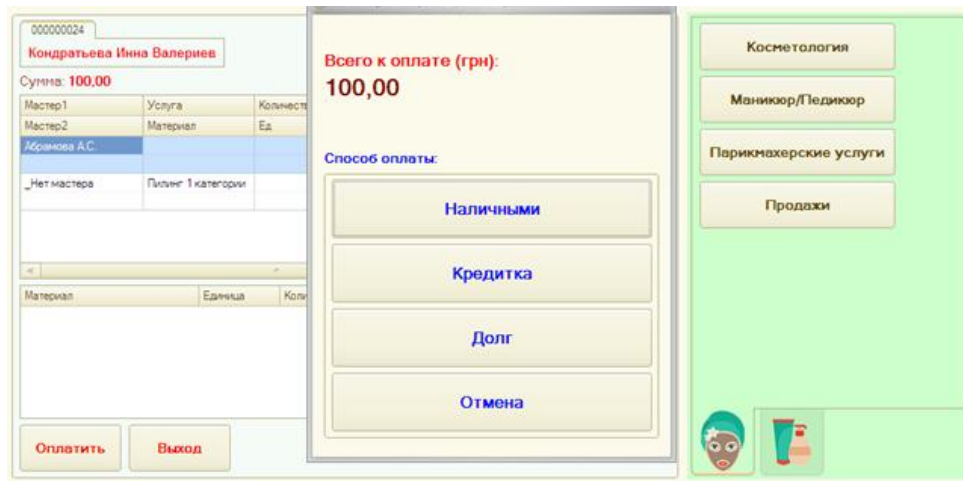 000000024
Кондратьева Инна Валериев
Сумма: 100,00
Мастер1 Услуга Количеств
Мастер2 Материал Ед
Абрамова А.С.
_Нет мастера Пилинг 1 категории
Материал Единица Коли
Оплатить Выход
Всего к оплате (грн):
100,00
Способ оплаты:
Наличными
Кредитка
Долг
Отмена
Косметология
Маникюр/Педикюр
Парикмахерские услуги
Продажи